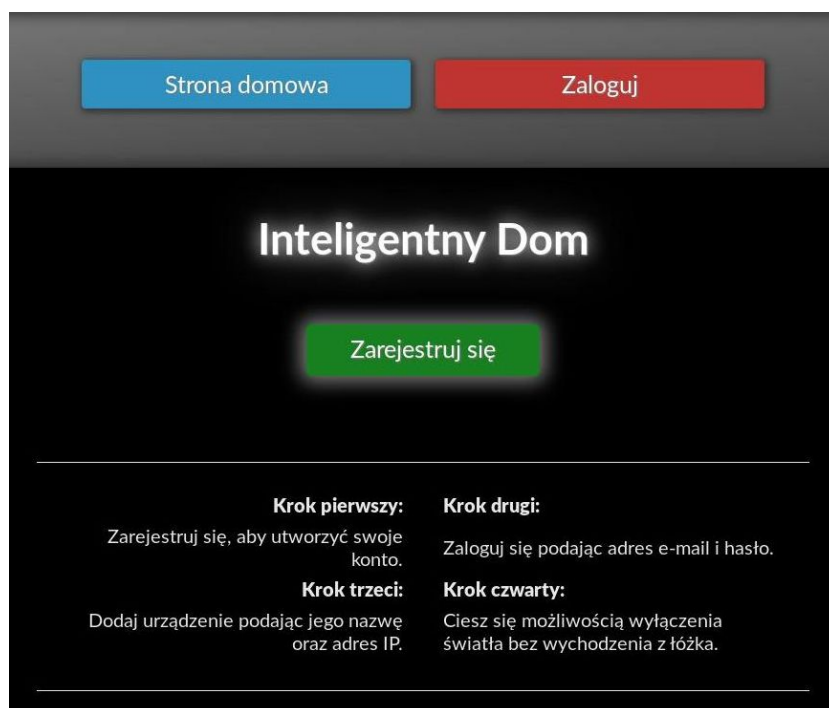 Strona domowa
Zaloguj
Inteligentny Dom
Zarejestruj się
Krok pierwszy:
Zarejestruj się, aby utworzyć swoje
konto.
Krok drugi:
Zaloguj się podając adres e-mail i hasło.
Krok trzeci:
Dodaj urządzenie podając jego nazwę
oraz adres IP.
Krok czwarty:
Ciesz się możliwością wyłączenia
światła bez wychodzenia z łóżka.